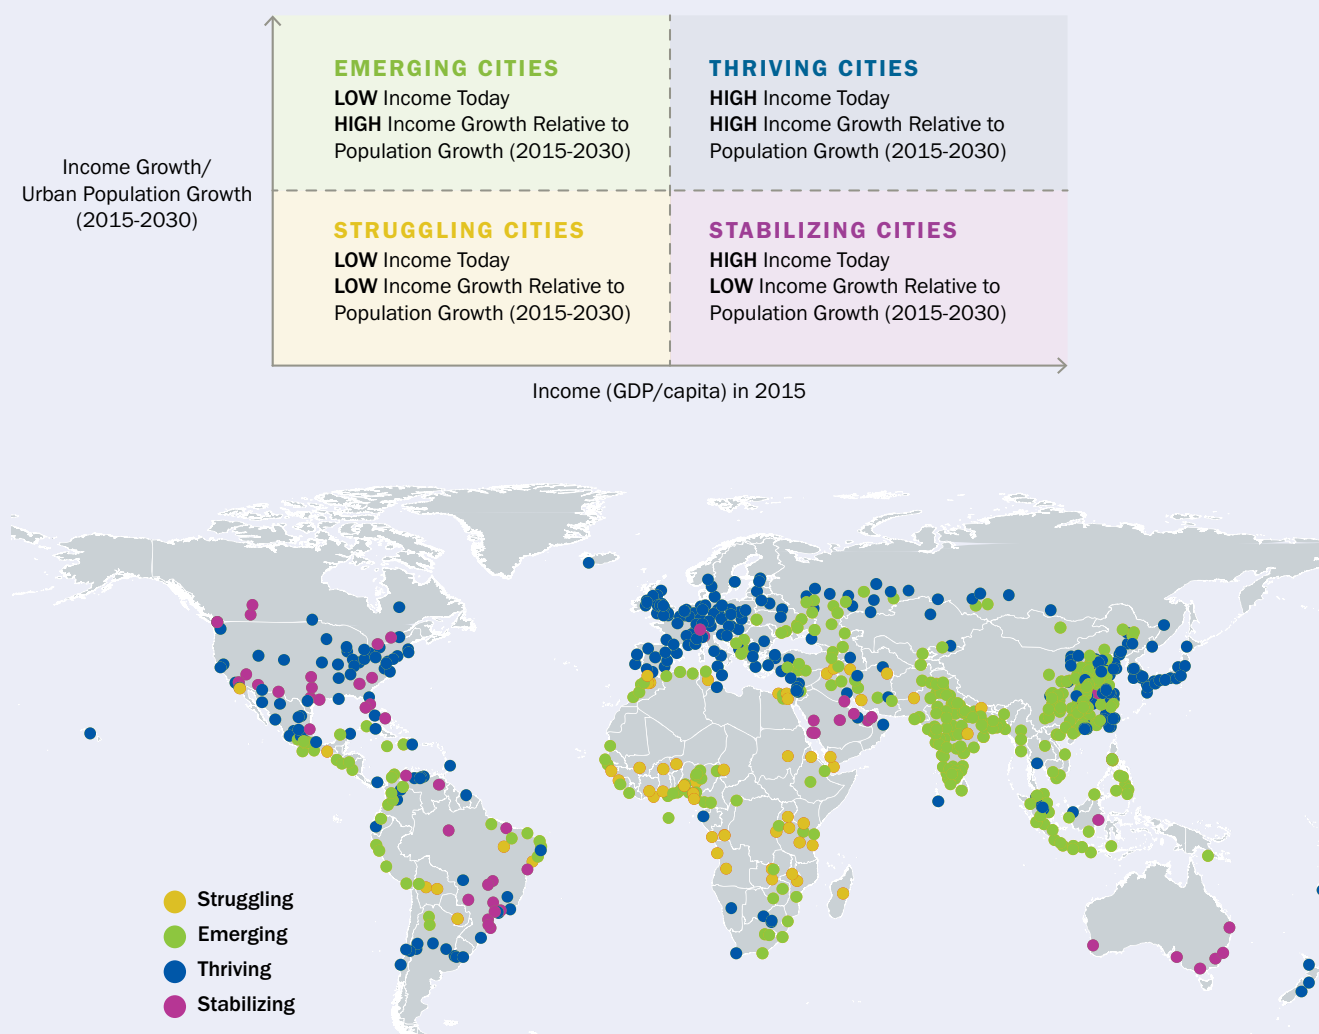 EMERGING CITIES
LOW Income Today
HIGH Income Growth Relative to
Population Growth (2015-2030)
THRIVING CITIES
HIGH Income Today
HIGH Income Growth Relative to
Population Growth (2015-2030)
Income Growth/
Urban Population Growth
(2015-2030)
STRUGGLING CITIES
LOW Income Today
LOW Income Growth Relative to
Population Growth (2015-2030)
STABILIZING CITIES
HIGH Income Today
LOW Income Growth Relative to
Population Growth (2015-2030)
Income (GDP/capita) in 2015
Struggling
Emerging
Thriving
Stabilizing